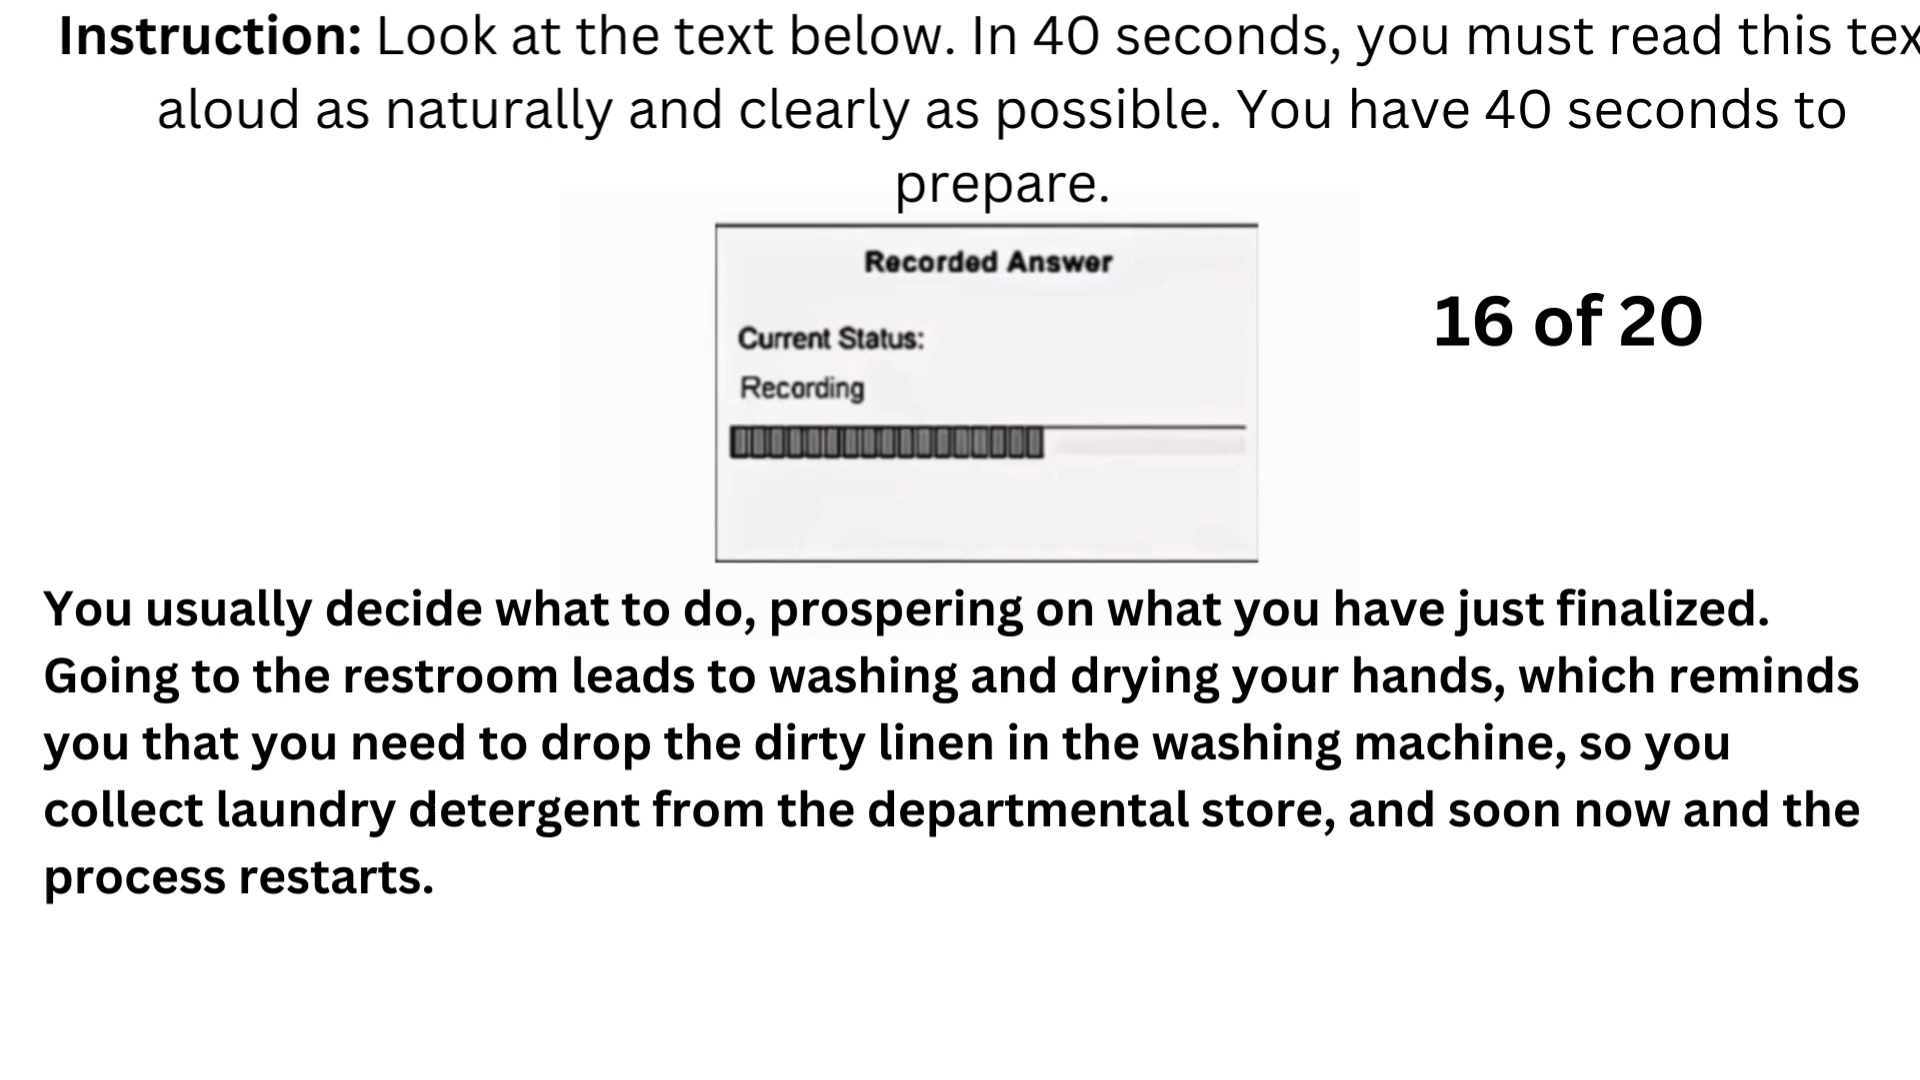 Instruction: Look at the text below. In 40 seconds, you must read this tex
aloud as naturally and clearly as possible. You have 40 seconds to
prepare.
Recorded Answer
Current Status:
Recording
16 of 20
You usually decide what to do, prospering on what you have just finalized.
Going to the restroom leads to washing and drying your hands, which reminds
you that you need to drop the dirty linen in the washing machine, so you
collect laundry detergent from the departmental store, and soon now and the
process restarts.